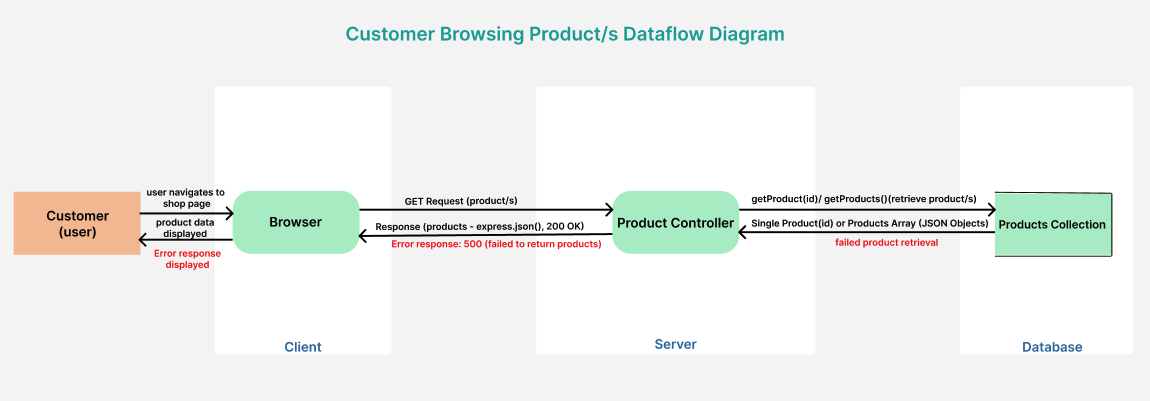 Customer Browsing Product/s Dataflow Diagram
user navigates to
shop page
Customer
(user)
product data
displayed
Error response
displayed
Browser
GET Request (product/s)
Response (products - express.json(), 200 OK)
Error response: 500 (failed to return products)
Product Controller
getProduct(id)/ getProducts()(retrieve product/s)
Single Product(id) or Products Array (JSON Objects)
failed product retrieval
Products Collection
Client
Server
Database